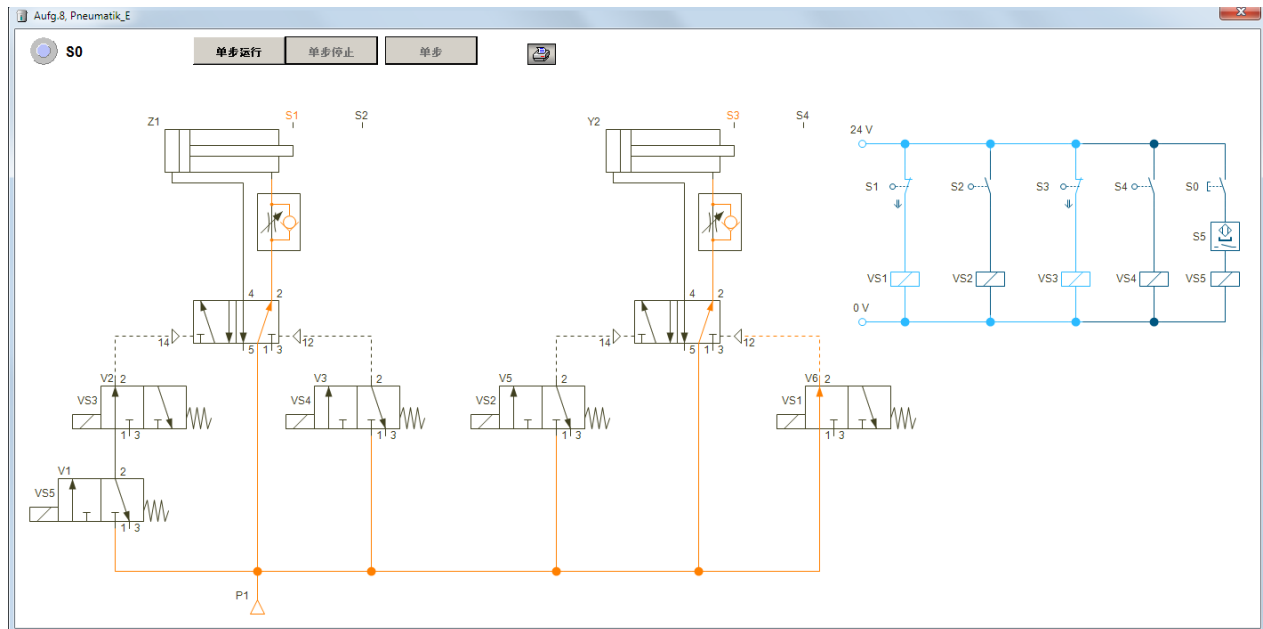 Aufg.8, Pneumatik_E
S0 单步运行 单步停止 单步
Z1 S1 S2 Y2 S3 S4
24 V
S1 S2 S3 S4 S0
S5
VS1 VS2 VS3 VS4 VS5
0 V
4 2 4 2
14 5 1 3 12 14 5 1 3 12
V2 2 V3 2 V5 2 V6 2
VS3 VS4 VS2 VS1
1 3 1 3 1 3 1 3
V1 2
VS5
1 3
P1